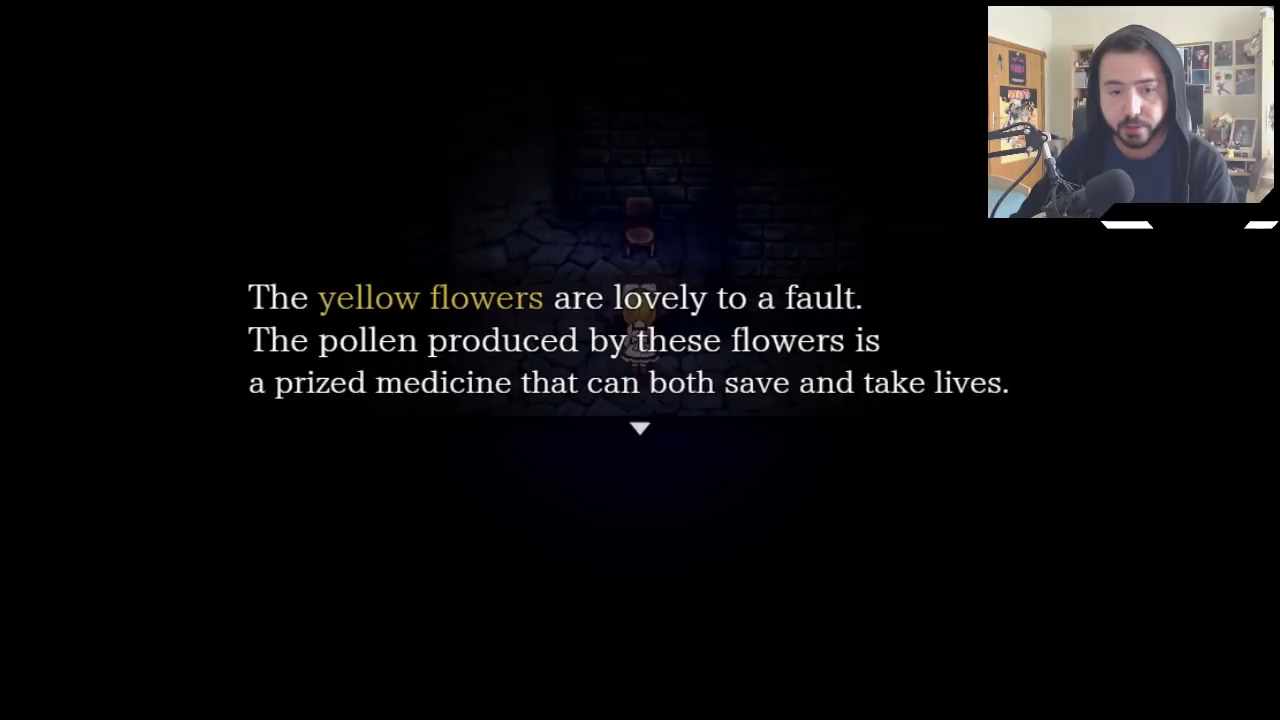 The yellow flowers are lovely to a fault.
The pollen produced by these flowers is
a prized medicine that can both save and take lives.